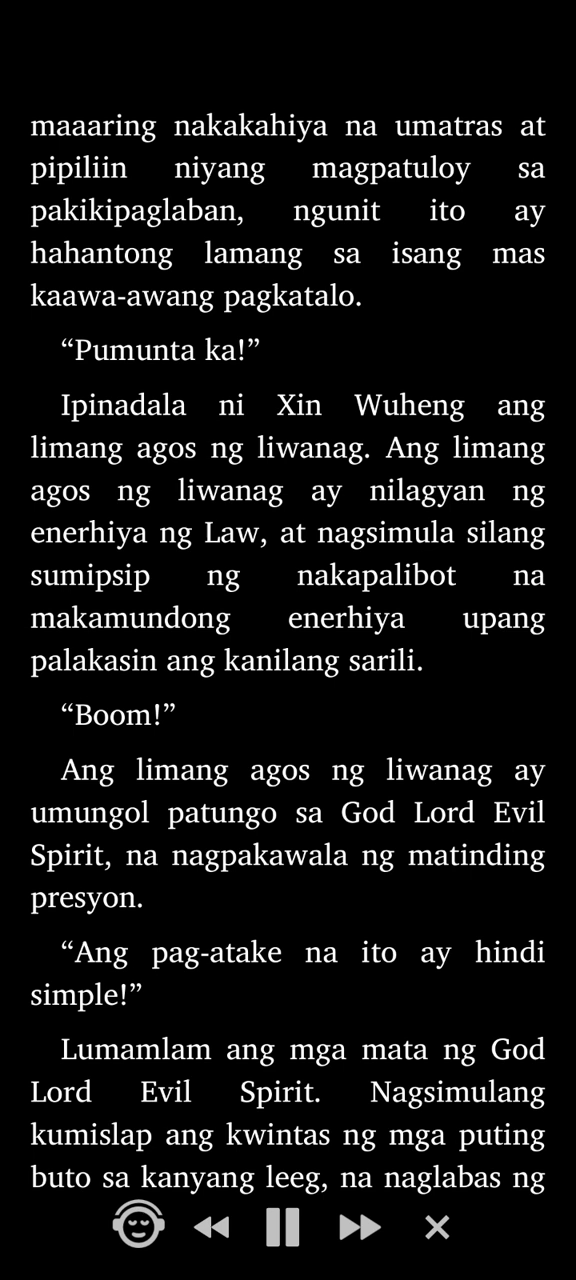 maaaring nakakahiya na umatras at
pipiliin niyang magpatuloy sa
pakikipaglaban, ngunit ito ay
hahantong lamang sa isang mas
kaawa-awang pagkatalo.
“Pumunta ka!”
Ipinadala ni Xin Wuheng ang
limang agos ng liwanag. Ang limang
agos ng liwanag ay nilagyan ng
enerhiya ng Law, at nagsimula silang
sumipsip ng nakapalibot na
makamundong enerhiya upang
palakasin ang kanilang sarili.
“Boom!”
Ang limang agos ng liwanag ay
umungol patungo sa God Lord Evil
Spirit, na nagpakawala ng matinding
presyon.
“Ang pag-atake na ito ay hindi
simple!”
Lumamlam ang mga mata ng God
Lord Evil Spirit. Nagsimulang
kumislap ang kwintas ng mga puting
buto sa kanyang leeg, na naglabas ng